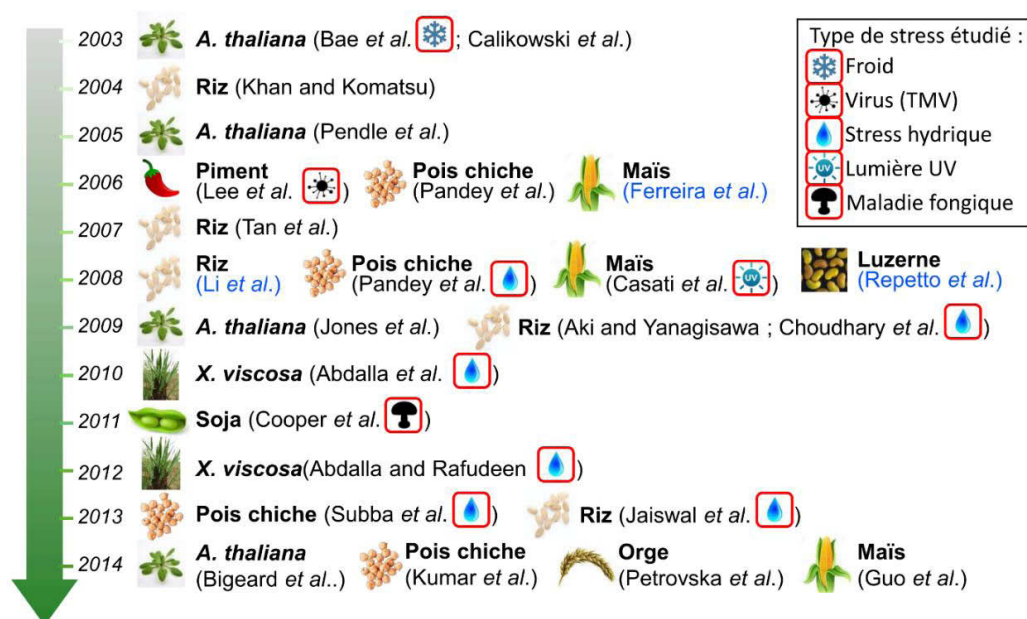 2003 A. thaliana (Bae et al. ; Calikowski et al.)
2004 Riz (Khan and Komatsu)
2005 A. thaliana (Pendle et al.)
2006 Piment Pois chiche Maïs
(Lee et al. ) (Pandey et al.) (Ferreira et al.)
2007 Riz (Tan et al.)
2008 Riz Pois chiche Maïs Luzerne
(Li et al.) (Pandey et al. ) (Casati et al. UV ) (Repetto et al.)
2009 A. thaliana (Jones et al.) Riz (Aki and Yanagisawa ; Choudhary et al. )
2010 X. viscosa (Abdalla et al. )
2011 Soja (Cooper et al. )
2012 X. viscosa(Abdalla and Rafudeen )
2013 Pois chiche (Subba et al. ) Riz (Jaiswal et al. )
2014 A. thaliana Pois chiche Orge Maïs
(Bigeard et al..) (Kumar et al.) (Petrovska et al.) (Guo et al.)
Type de stress étudié :
Froid
Virus (TMV)
Stress hydrique
UV Lumière UV
Maladie fongique